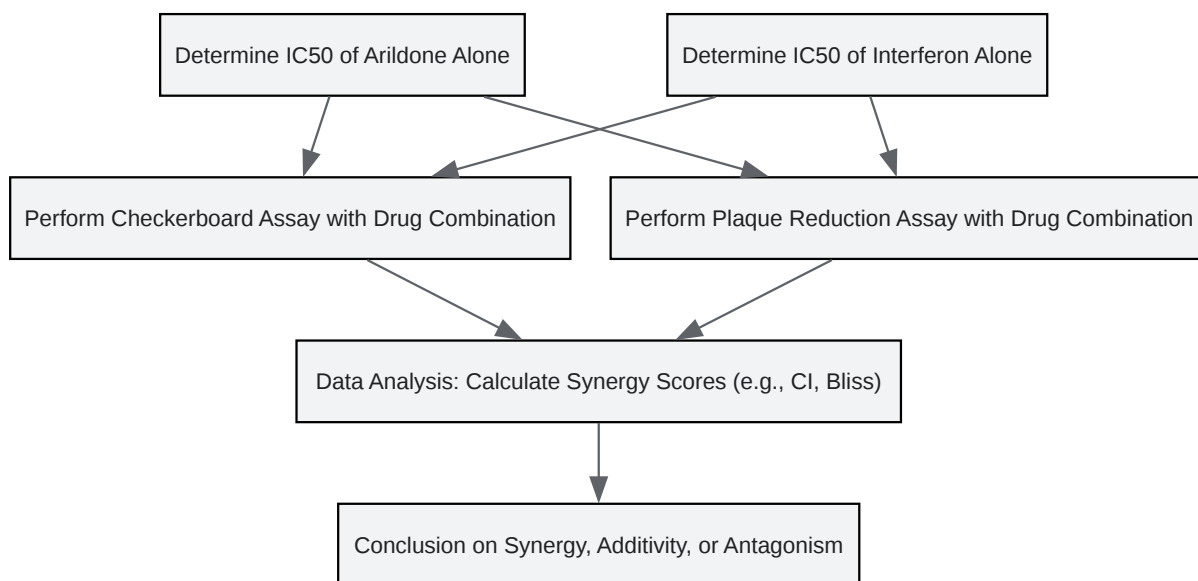 Determine IC50 of Arildone Alone
Determine IC50 of Interferon Alone
Perform Checkerboard Assay with Drug Combination
Perform Plaque Reduction Assay with Drug Combination
Data Analysis: Calculate Synergy Scores (e.g., CI, Bliss)
Conclusion on Synergy, Additivity, or Antagonism